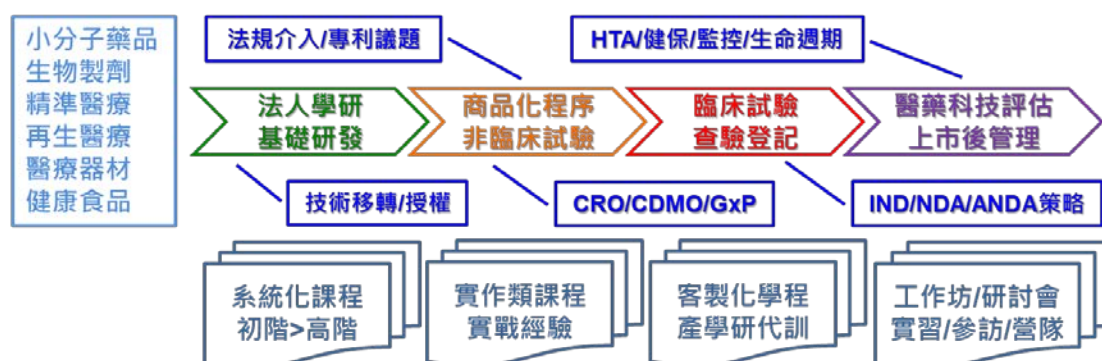 小分子藥品
生物製劑
精準醫療
再生醫療
醫療器材
健康食品
法規介入/專利議題
HTA/健保/監控/生命週期
法人學研
基礎研發
商品化程序
非臨床試驗
臨床試驗
查驗登記
醫藥科技評估
上市後管理
技術移轉/授權
CRO/CDMO/GxP
IND/NDA/ANDA策略
系統化課程
初階>高階
實作類課程
實戰經驗
客製化學程
產學研代訓
工作坊/研討會
實習/參訪/營隊